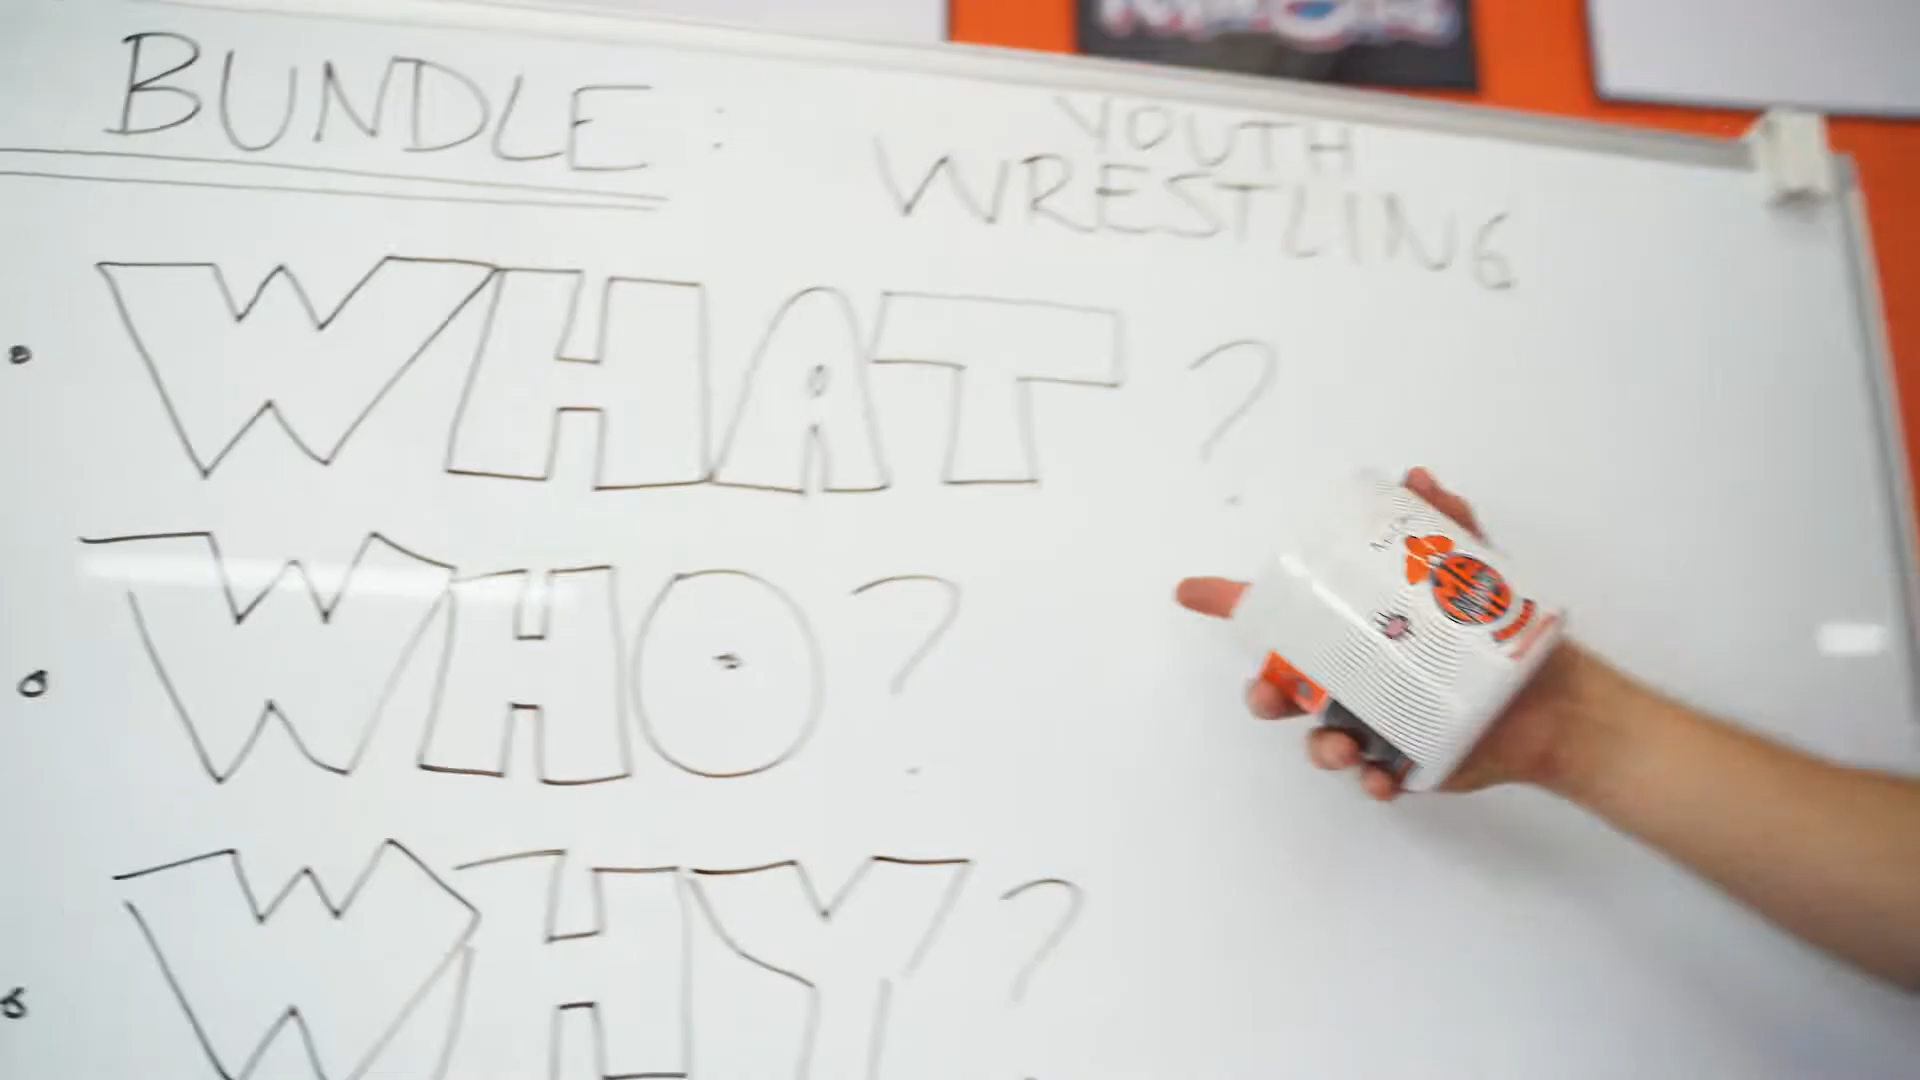 BUNDLE : YOUTH
WRESTLING
WHAT ?
WHO ?
WHY ?